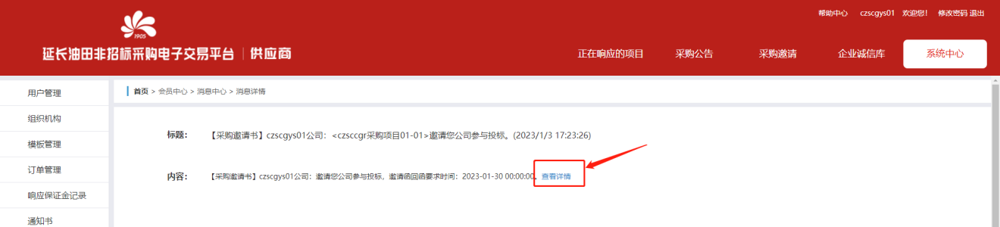 帮助中心 czscgys01 欢迎您! 修改密码 退出
1905
延长油田非招标采购电子交易平台 | 供应商
正在响应的项目 采购公告 采购邀请 企业诚信库 系统中心
用户管理
首页 > 会员中心 > 消息中心 > 消息详情
组织机构
标题: 【采购邀请书】czscgys01公司：<czsccgr采购项目01-01>邀请您公司参与投标。(2023/1/3 17:23:26)
模板管理
订单管理
内容: 【采购邀请书】czscgys01公司：邀请您公司参与投标，邀请函回函要求时间：2023-01-30 00:00:00。查看详情
响应保证金记录
通知书